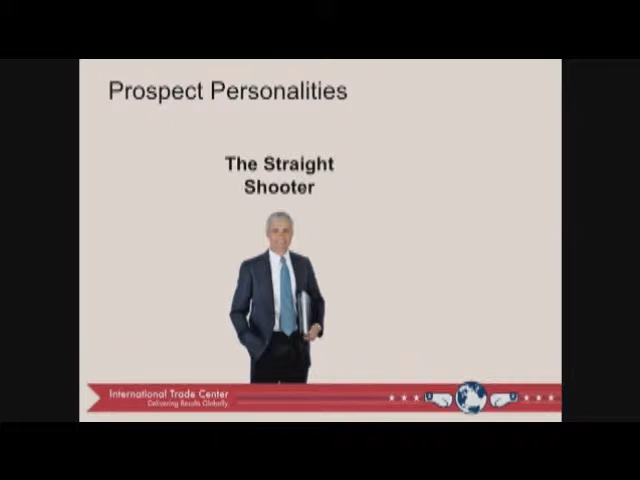 Prospect Personalities
The Straight
Shooter
International Trade Center
Delivering Results Globally.